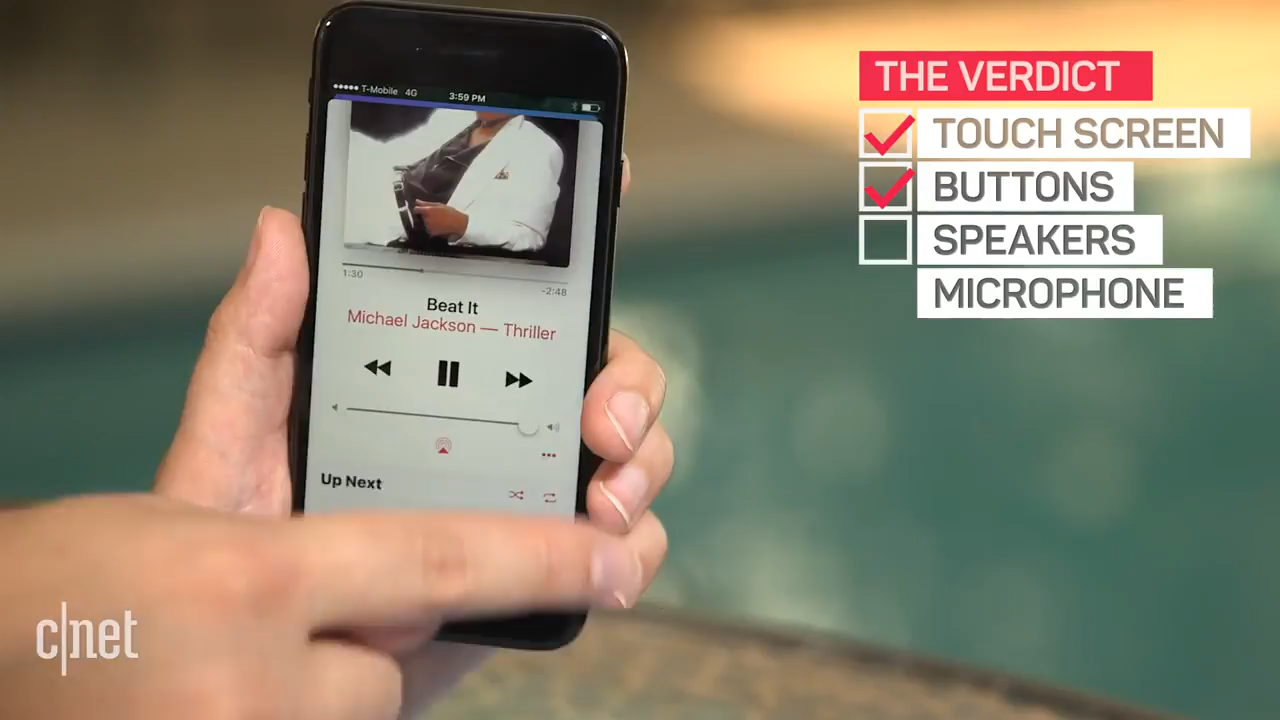 T-Mobile 4G
3:59 PM
1:30
-2:48
Beat It
Michael Jackson — Thriller
Up Next
THE VERDICT
TOUCH SCREEN
BUTTONS
SPEAKERS
MICROPHONE
c|net